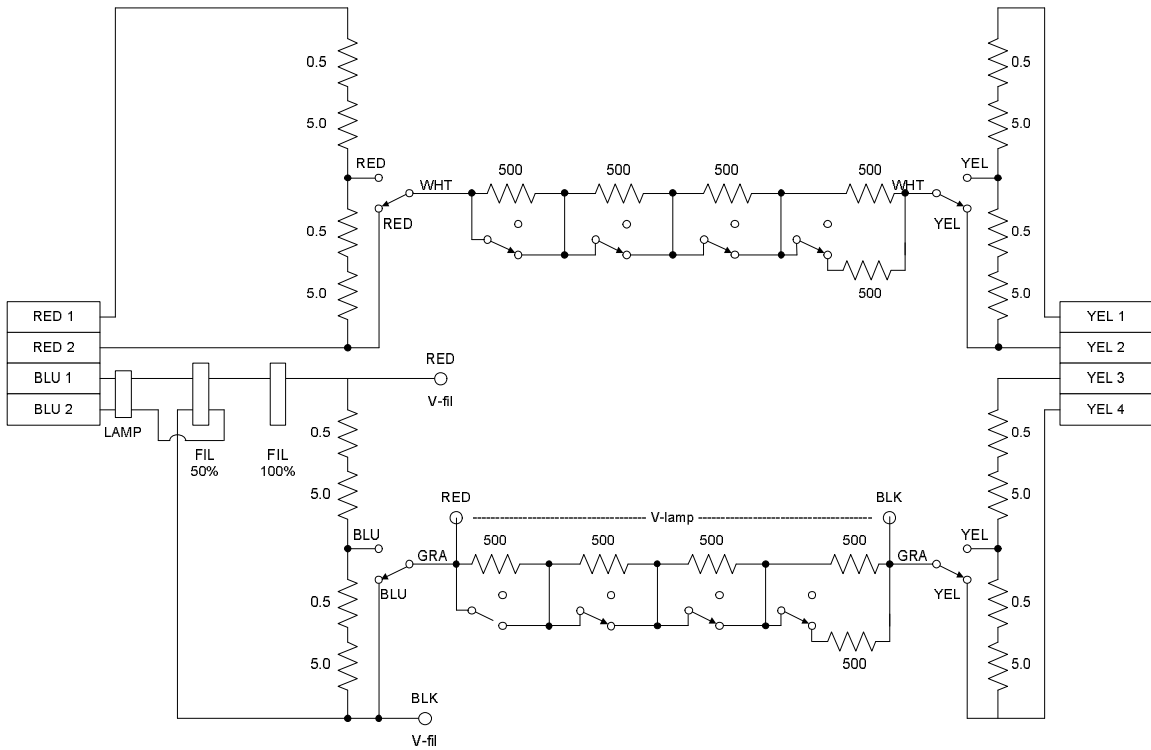 0.5
0.5
5.0
5.0
RED
500
500
500
500
YEL
WHT
WHT
RED
YEL
0.5
0.5
5.0
500
5.0
RED 1
YEL 1
RED 2
YEL 2
RED
BLU 1
YEL 3
V-fil
BLU 2
YEL 4
LAMP
0.5
0.5
FIL
50%
FIL
100%
5.0
5.0
RED
BLK
V-lamp
BLU
500
500
500
500
YEL
GRA
GRA
BLU
YEL
0.5
0.5
5.0
500
5.0
BLK
V-fil